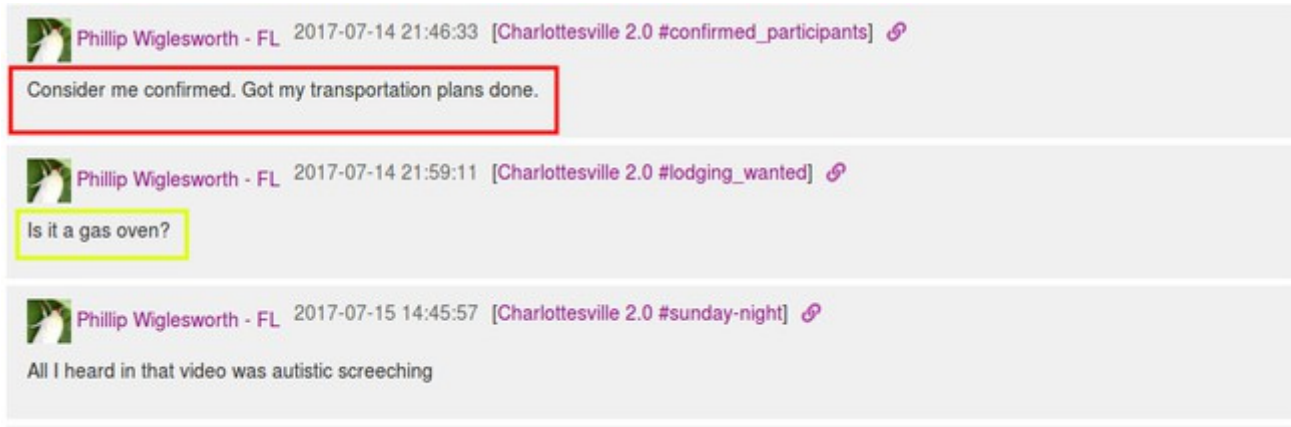 Phillip Wiglesworth - FL 2017-07-14 21:46:33 [Charlottesville 2.0 #confirmed_participants]
Consider me confirmed. Got my transportation plans done.
Phillip Wiglesworth - FL 2017-07-14 21:59:11 [Charlottesville 2.0 #lodging_wanted]
Is it a gas oven?
Phillip Wiglesworth - FL 2017-07-15 14:45:57 [Charlottesville 2.0 #sunday-night]
All I heard in that video was autistic screeching